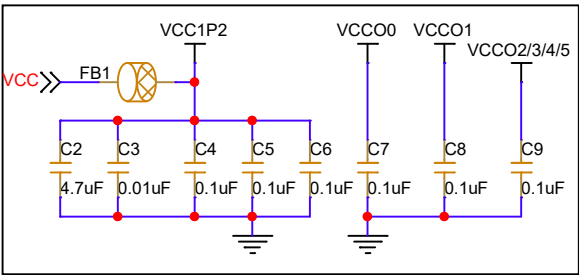 VCC1P2 VCCO0 VCCO1
VCCO2/3/4/5
VCC FB1
C2 C3 C4 C5 C6 C7 C8 C9
4.7uF 0.01uF 0.1uF 0.1uF 0.1uF 0.1uF 0.1uF 0.1uF